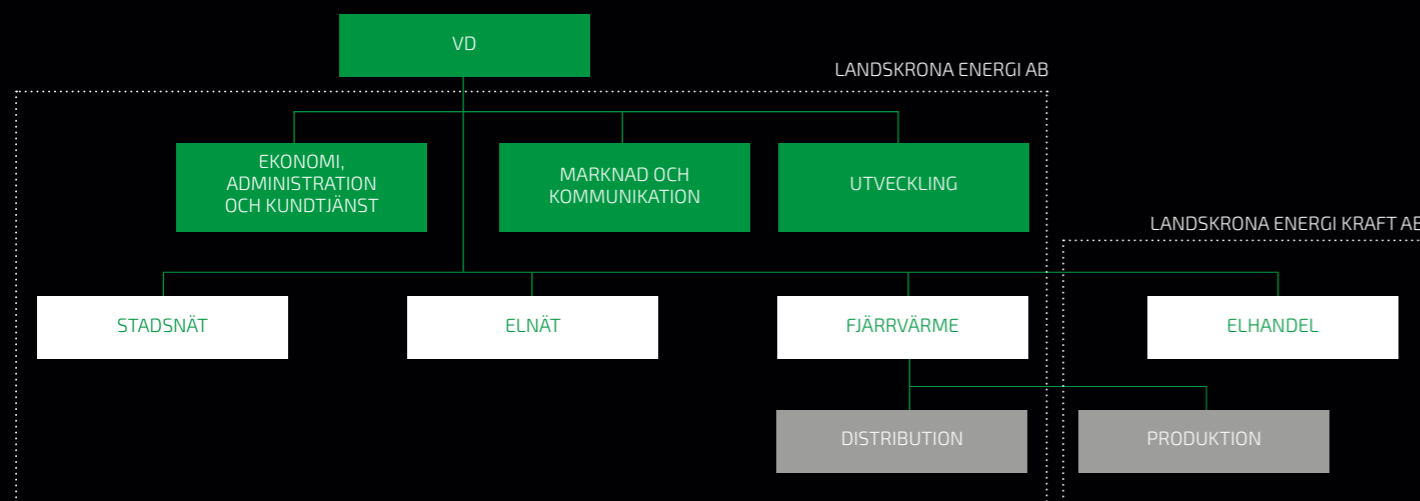 VD
LANDSKRONA ENERGI AB
EKONOMI,
ADMINISTRATION
OCH KUNDTJÄNST
MARKNAD OCH
KOMMUNIKATION
UTVECKLING
LANDSKRONA ENERGI KRAFT AB
STADSNÄT
ELNÄT
FJÄRRVÄRME
ELHANDEL
DISTRIBUTION
PRODUKTION